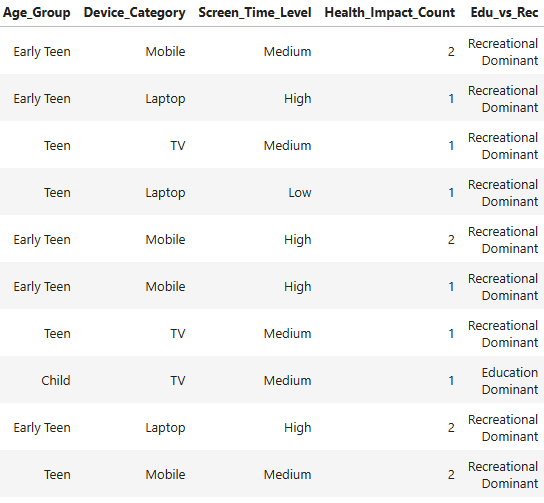 Age_Group Device_Category Screen_Time_Level Health_Impact_Count Edu_vs_Rec
Early Teen Mobile Medium 2 Recreational
Dominant
Early Teen Laptop High 1 Recreational
Dominant
Teen TV Medium 1 Recreational
Dominant
Teen Laptop Low 1 Recreational
Dominant
Early Teen Mobile High 2 Recreational
Dominant
Early Teen Mobile High 1 Recreational
Dominant
Teen TV Medium 1 Recreational
Dominant
Child TV Medium 1 Education
Dominant
Early Teen Laptop High 2 Recreational
Dominant
Teen Mobile Medium 2 Recreational
Dominant